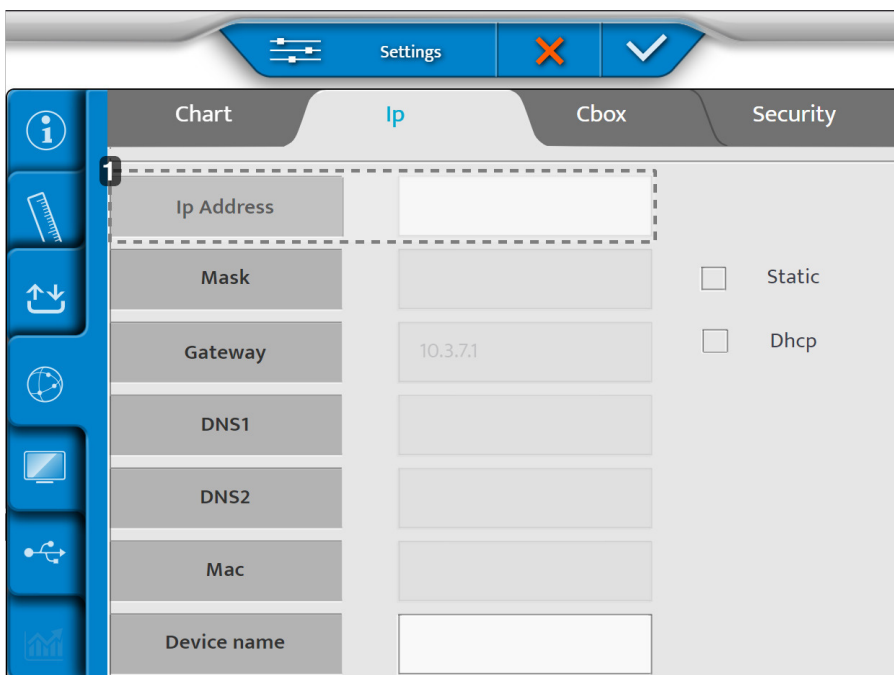 Settings
Chart
Ip
Cbox
Security
1
Ip Address
Mask
Static
Gateway
10.3.7.1
Dhcp
DNS1
DNS2
Mac
Device name